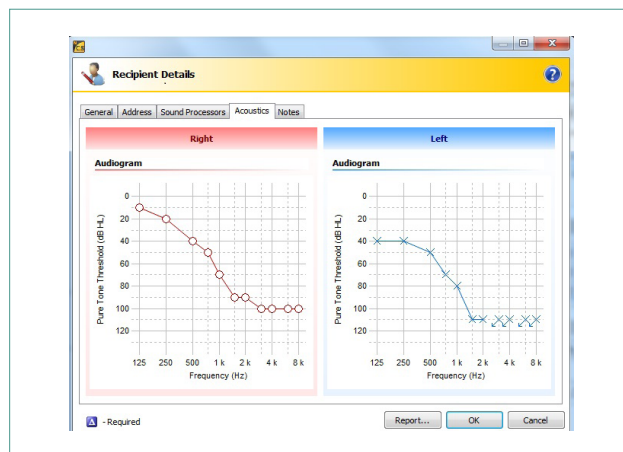 Recipient Details
General Address Sound Processors Acoustics Notes
Right
Audiogram
Pure Tone Threshold (dB HL)
0
20
40
60
80
100
120
125 250 500 1 k 2 k 4 k 8 k
Frequency (Hz)
Left
Audiogram
Pure Tone Threshold (dB HL)
0
20
40
60
80
100
120
125 250 500 1 k 2 k 4 k 8 k
Frequency (Hz)
- Required
Report... OK Cancel